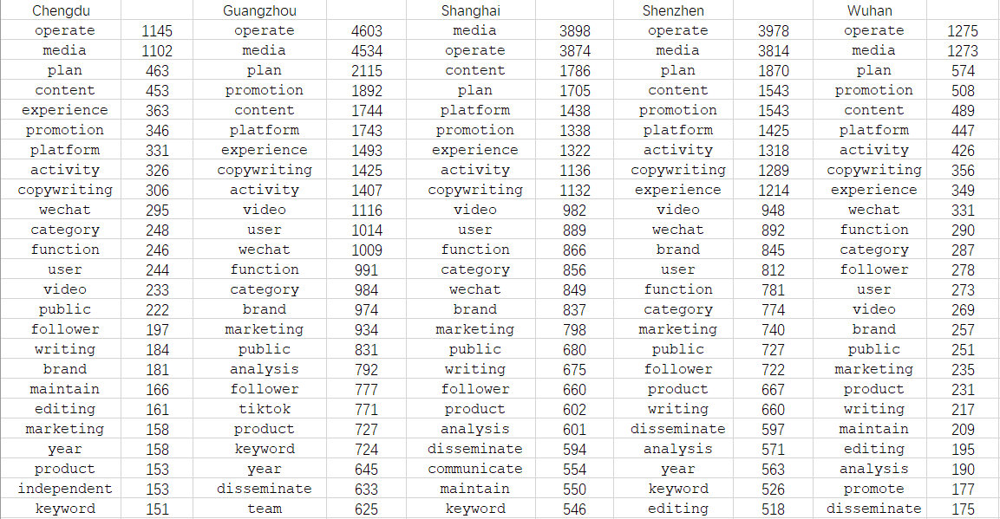 Chengdu Guangzhou Shanghai Shenzhen Wuhan
operate 1145 operate 4603 media 3898 operate 3978 operate 1275
media 1102 media 4534 operate 3874 media 3814 media 1273
plan 463 plan 2115 content 1786 plan 1870 plan 574
content 453 promotion 1892 plan 1705 content 1543 promotion 508
experience 363 content 1744 platform 1438 promotion 1543 content 489
promotion 346 platform 1743 promotion 1338 platform 1425 platform 447
platform 331 experience 1493 experience 1322 activity 1318 activity 426
activity 326 copywriting 1425 activity 1136 copywriting 1289 copywriting 356
copywriting 306 activity 1407 copywriting 1132 experience 1214 experience 349
wechat 295 video 1116 video 982 video 948 wechat 331
category 248 user 1014 user 889 wechat 892 function 290
function 246 wechat 1009 function 866 brand 845 category 287
user 244 function 991 category 856 user 812 follower 278
video 233 category 984 wechat 849 function 781 user 273
public 222 brand 974 brand 837 category 774 video 269
follower 197 marketing 934 marketing 798 marketing 740 brand 257
writing 184 public 831 public 680 public 727 public 251
brand 181 analysis 792 writing 675 follower 722 marketing 235
maintain 166 follower 777 follower 660 product 667 product 231
editing 161 tiktok 771 product 602 writing 660 writing 217
marketing 158 product 727 analysis 601 disseminate 597 maintain 209
year 158 keyword 724 disseminate 594 analysis 571 editing 195
product 153 year 645 communicate 554 year 563 analysis 190
independent 153 disseminate 633 maintain 550 keyword 526 promote 177
keyword 151 team 625 keyword 546 editing 518 disseminate 175